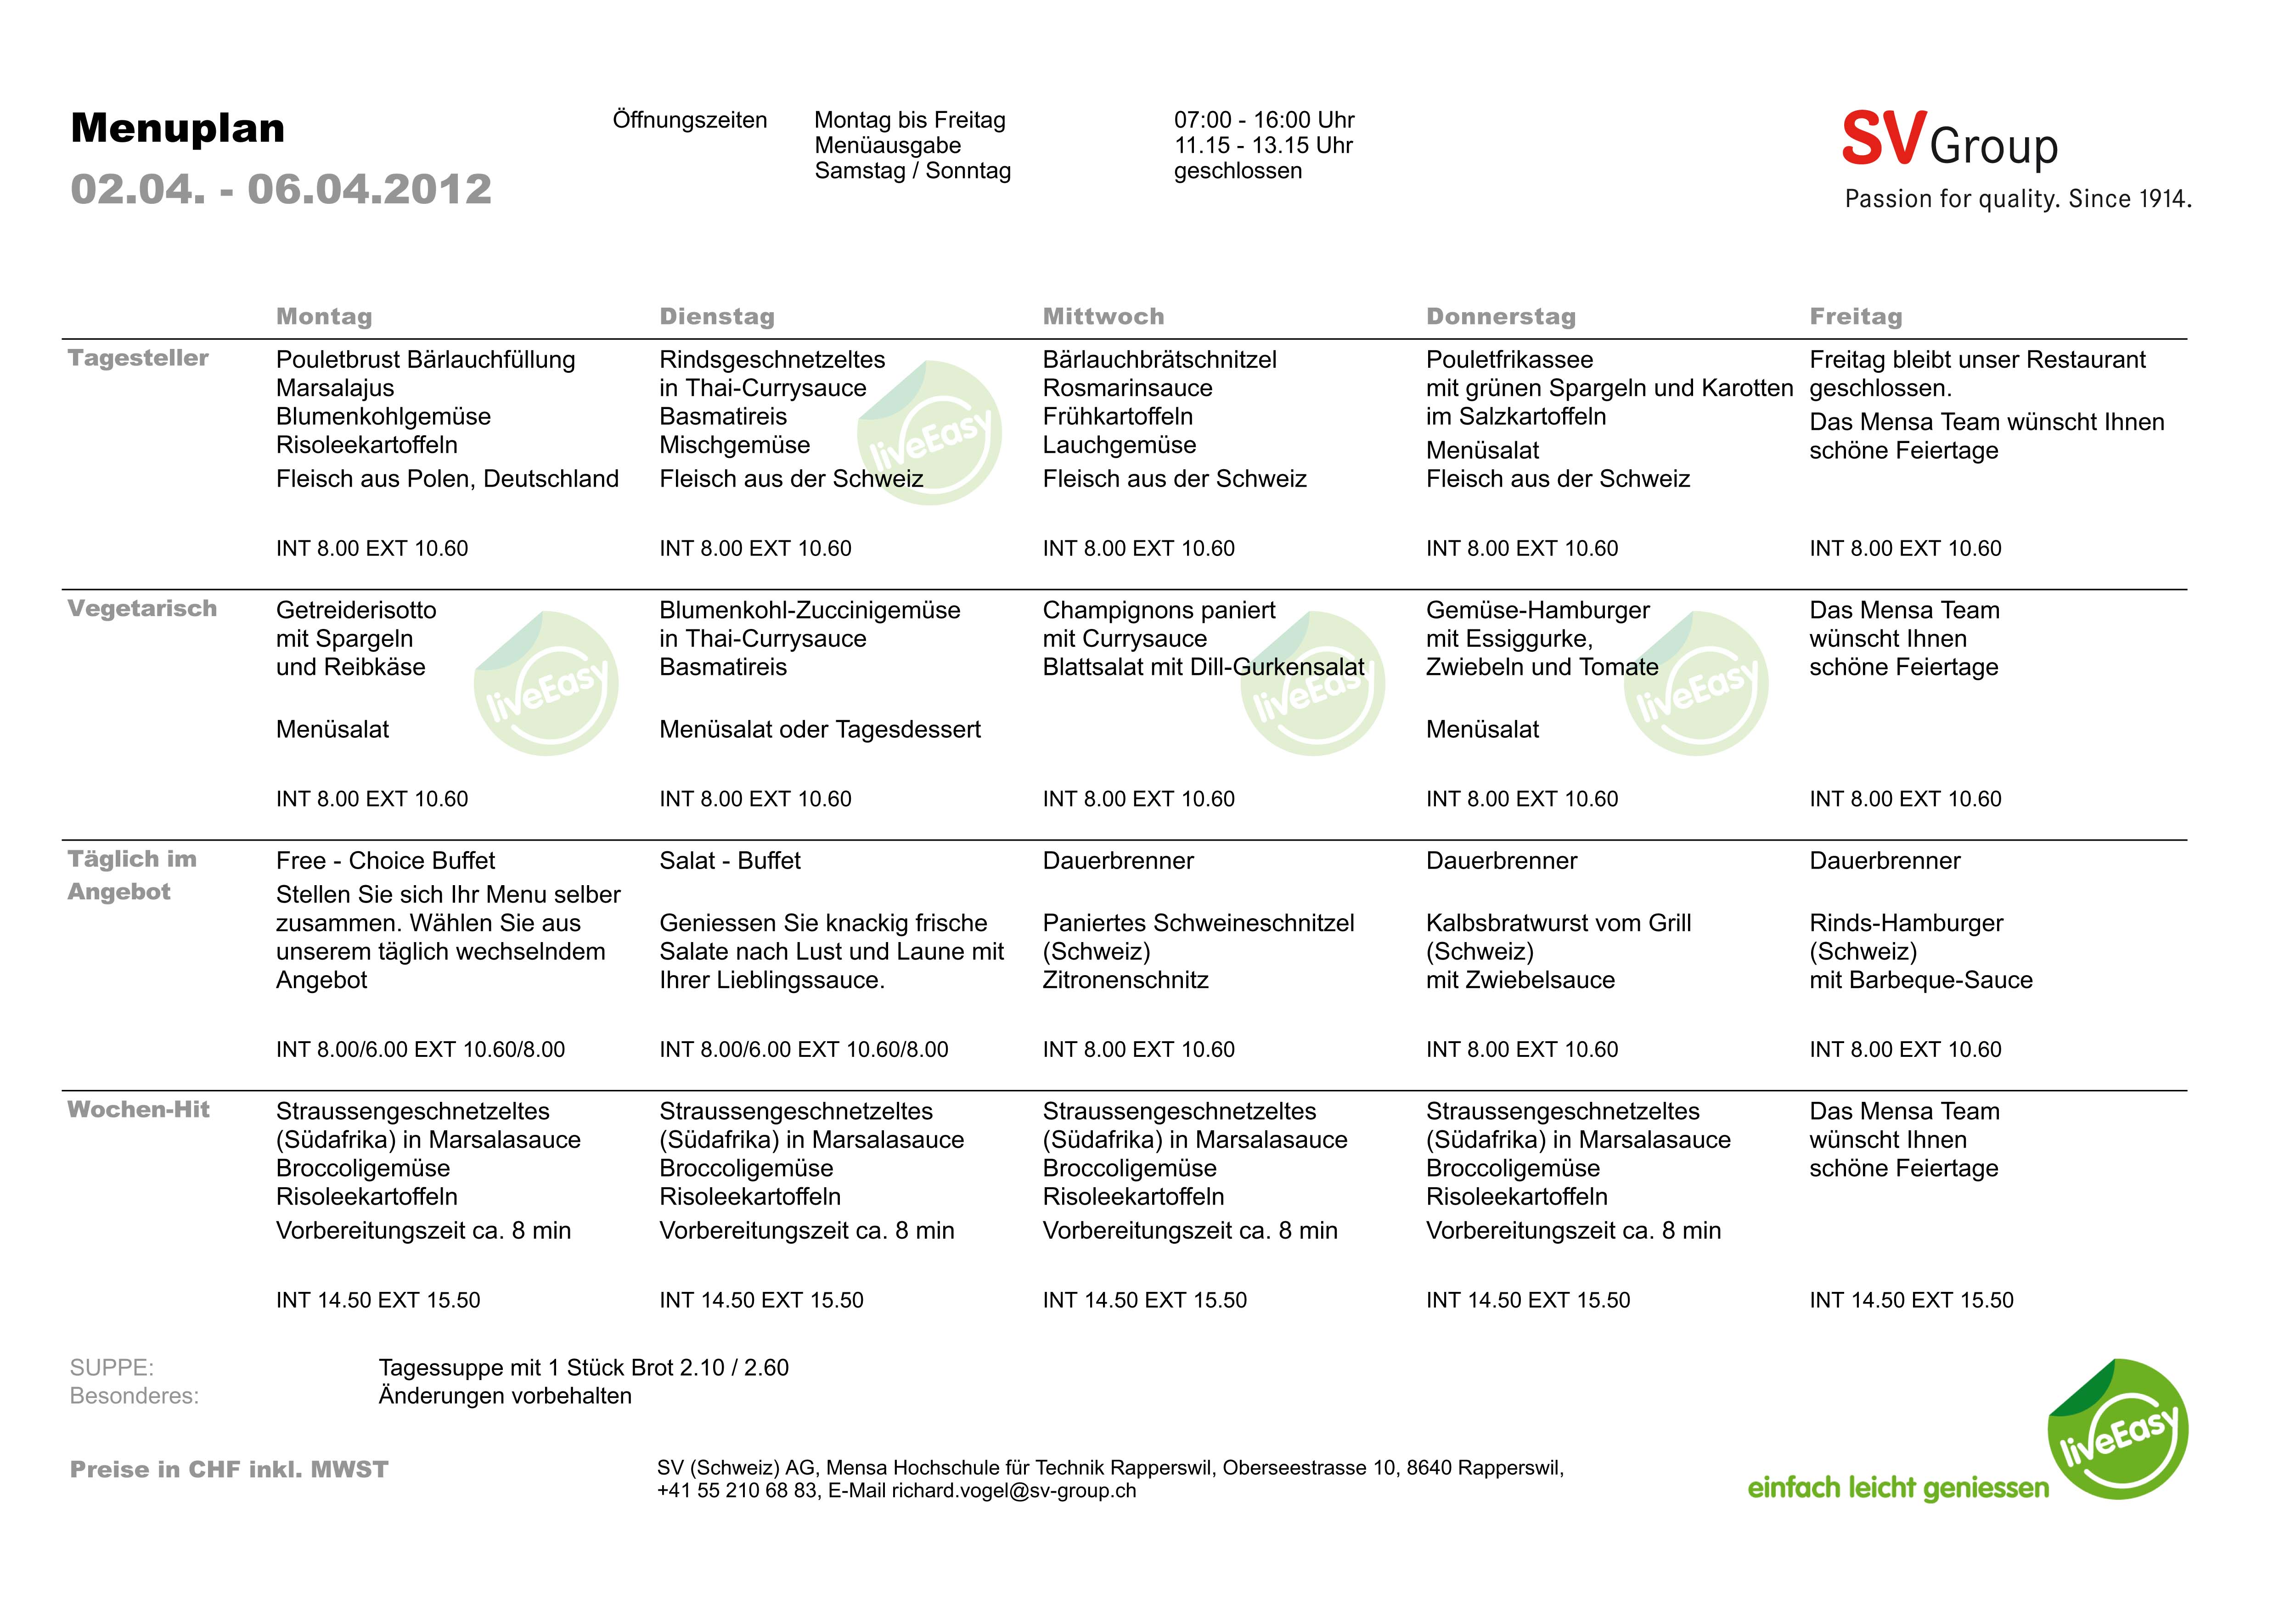 Menuplan
02.04. - 06.04.2012
Öffnungszeiten Montag bis Freitag 07:00 - 16:00 Uhr
Menüausgabe 11.15 - 13.15 Uhr
Samstag / Sonntag geschlossen
SVGroup
Passion for quality. Since 1914.
Montag Dienstag Mittwoch Donnerstag Freitag
Tagesteller
Pouletbrust Bärlauchfüllung
Marsalajus
Blumenkohlgemüse
Risoleekartoffeln
Fleisch aus Polen, Deutschland
INT 8.00 EXT 10.60
Rindsgeschnetzeltes
in Thai-Currysauce
Basmatireis
Mischgemüse
Fleisch aus der Schweiz
liveEasy
INT 8.00 EXT 10.60
Bärlauchbrätschnitzel
Rosmarinsauce
Frühkartoffeln
Lauchgemüse
Fleisch aus der Schweiz
INT 8.00 EXT 10.60
Pouletfrikassee
mit grünen Spargeln und Karotten
im Salzkartoffeln
Menüsalat
Fleisch aus der Schweiz
INT 8.00 EXT 10.60
Freitag bleibt unser Restaurant
geschlossen.
Das Mensa Team wünscht Ihnen
schöne Feiertage
INT 8.00 EXT 10.60
Vegetarisch
Getreiderisotto
mit Spargeln
und Reibkäse
Menüsalat
liveEasy
INT 8.00 EXT 10.60
Blumenkohl-Zuccinigemüse
in Thai-Currysauce
Basmatireis
Menüsalat oder Tagesdessert
INT 8.00 EXT 10.60
Champignons paniert
mit Currysauce
Blattsalat mit Dill-Gurkensalat
liveEasy
INT 8.00 EXT 10.60
Gemüse-Hamburger
mit Essiggurke,
Zwiebeln und Tomate
Menüsalat
liveEasy
INT 8.00 EXT 10.60
Das Mensa Team
wünscht Ihnen
schöne Feiertage
INT 8.00 EXT 10.60
Täglich im
Angebot
Free - Choice Buffet
Stellen Sie sich Ihr Menu selber
zusammen. Wählen Sie aus
unserem täglich wechselndem
Angebot
INT 8.00/6.00 EXT 10.60/8.00
Salat - Buffet
Geniessen Sie knackig frische
Salate nach Lust und Laune mit
Ihrer Lieblingssauce.
INT 8.00/6.00 EXT 10.60/8.00
Dauerbrenner
Paniertes Schweineschnitzel
(Schweiz)
Zitronenschnitz
INT 8.00 EXT 10.60
Dauerbrenner
Kalbsbratwurst vom Grill
(Schweiz)
mit Zwiebelsauce
INT 8.00 EXT 10.60
Dauerbrenner
Rinds-Hamburger
(Schweiz)
mit Barbeque-Sauce
INT 8.00 EXT 10.60
Wochen-Hit
Straussengeschnetzeltes
(Südafrika) in Marsalasauce
Broccoligemüse
Risoleekartoffeln
Vorbereitungszeit ca. 8 min
INT 14.50 EXT 15.50
Straussengeschnetzeltes
(Südafrika) in Marsalasauce
Broccoligemüse
Risoleekartoffeln
Vorbereitungszeit ca. 8 min
INT 14.50 EXT 15.50
Straussengeschnetzeltes
(Südafrika) in Marsalasauce
Broccoligemüse
Risoleekartoffeln
Vorbereitungszeit ca. 8 min
INT 14.50 EXT 15.50
Straussengeschnetzeltes
(Südafrika) in Marsalasauce
Broccoligemüse
Risoleekartoffeln
Vorbereitungszeit ca. 8 min
INT 14.50 EXT 15.50
Das Mensa Team
wünscht Ihnen
schöne Feiertage
INT 14.50 EXT 15.50
SUPPE: Tagessuppe mit 1 Stück Brot 2.10 / 2.60
Besonderes: Änderungen vorbehalten
Preise in CHF inkl. MWST
SV (Schweiz) AG, Mensa Hochschule für Technik Rapperswil, Oberseestrasse 10, 8640 Rapperswil,
+41 55 210 68 83, E-Mail richard.vogel@sv-group.ch
einfach leicht geniessen
liveEasy